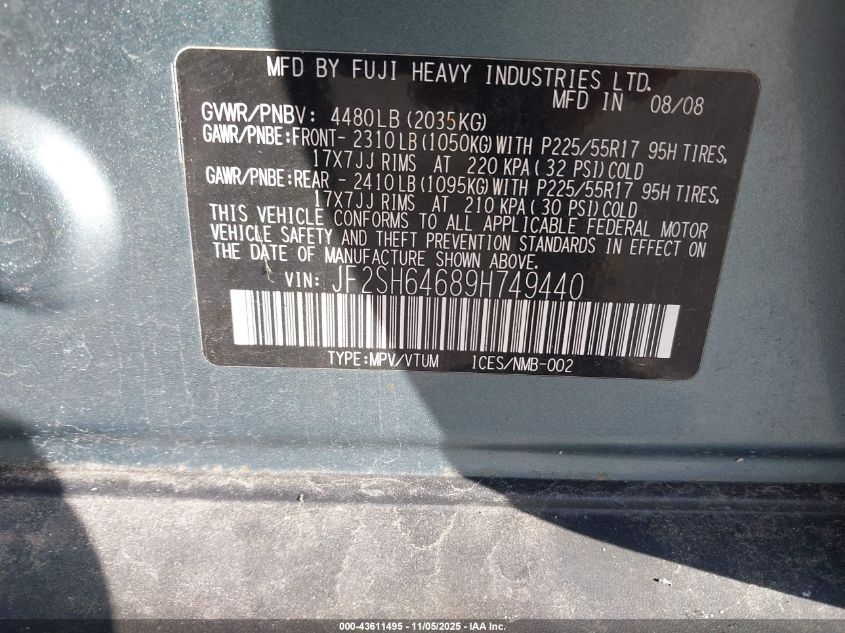 MFD BY FUJI HEAVY INDUSTRIES LTD.
MFD IN 08/08
GVWR/PNBV: 4480LB(2035KG)
GAWR/PNBE:FRONT- 2310LB(1050KG)WITH P225/55R17 95H TIRES,
17X7JJ RIMS AT 220 KPA(32 PSI)COLD
GAWR/PNBE:REAR - 2410LB(1095KG)WITH P225/55R17 95H TIRES,
17X7JJ RIMS AT 210 KPA(30 PSI)COLD
THIS VEHICLE CONFORMS TO ALL APPLICABLE FEDERAL MOTOR
VEHICLE SAFETY AND THEFT PREVENTION STANDARDS IN EFFECT ON
THE DATE OF MANUFACTURE SHOWN ABOVE.
VIN: JF2SH64689H749440
TYPE:MPV/VTUM ICES/NMB-002
000-43611495 - 11/05/2025 - IAA Inc.